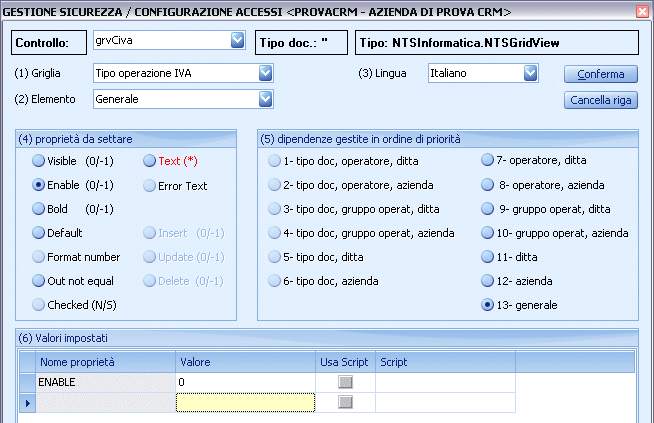 GESTIONE SICUREZZA / CONFIGURAZIONE ACCESSI <PROVACRM - AZIENDA DI PROVA CRM>
Controllo: grvCiva Tipo doc.: '' Tipo: NTSInformatica.NTSGridView
(1) Griglia Tipo operazione IVA (3) Lingua Italiano Conferma
(2) Elemento Generale Cancella riga
(4) proprietà da settare
Visible (0/-1) Text (*)
Enable (0/-1) Error Text
Bold (0/-1)
Default Insert (0/-1)
Format number Update (0/-1)
Out not equal Delete (0/-1)
Checked (N/S)
(5) dipendenze gestite in ordine di priorità
1- tipo doc, operatore, ditta 7- operatore, ditta
2- tipo doc, operatore, azienda 8- operatore, azienda
3- tipo doc, gruppo operat, ditta 9- gruppo operat, ditta
4- tipo doc, gruppo operat, azienda 10- gruppo operat, azienda
5- tipo doc, ditta 11- ditta
6- tipo doc, azienda 12- azienda
13- generale
(6) Valori impostati
Nome proprietà Valore Usa Script Script
ENABLE 0